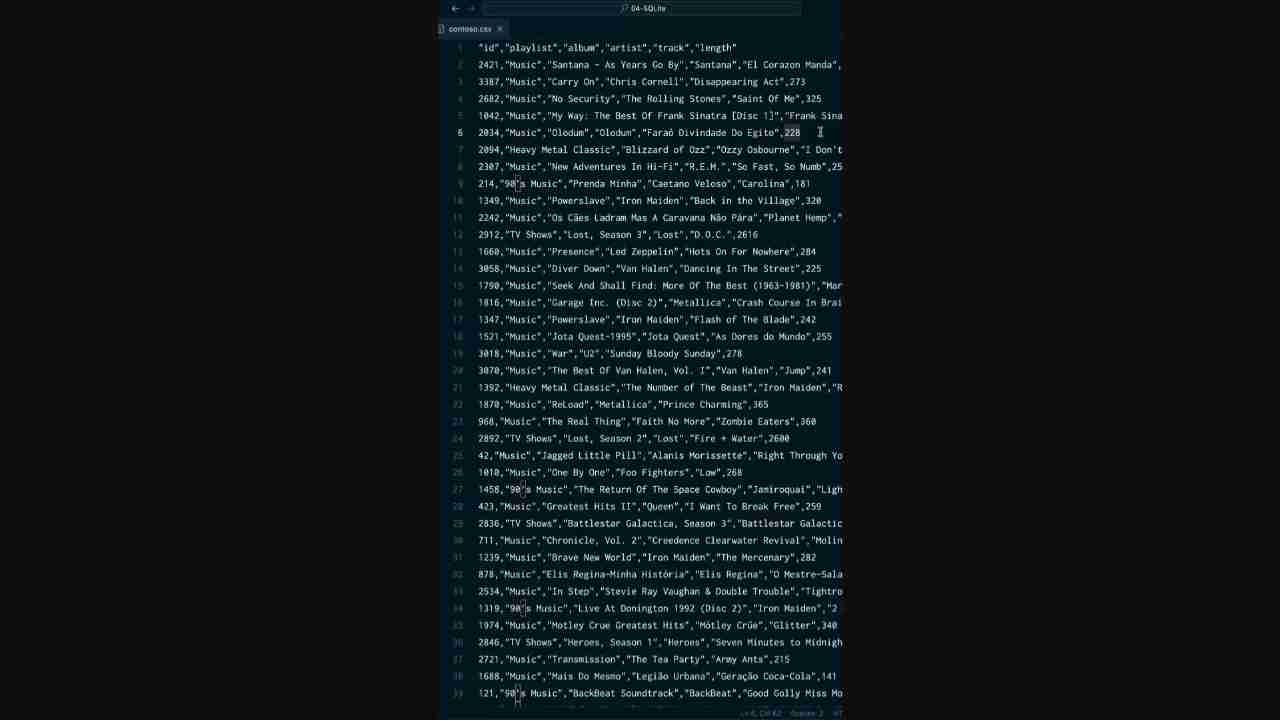 04-SQLite
contoso.csv
1 "id","playlist","album","artist","track","length"
2 2421,"Music","Santana - As Years Go By","Santana","El Corazon Manda",
3 3387,"Music","Carry On","Chris Cornell","Disappearing Act",273
4 2682,"Music","No Security","The Rolling Stones","Saint Of Me",325
5 1042,"Music","My Way: The Best Of Frank Sinatra [Disc 1]","Frank Sina
6 2034,"Music","Olodum","Olodum","Faraó Divindade Do Egito",228
7 2094,"Heavy Metal Classic","Blizzard of Ozz","Ozzy Osbourne","I Don't
8 2307,"Music","New Adventures In Hi-Fi","R.E.M.","So Fast, So Numb",25
9 214,"90’s Music","Prenda Minha","Caetano Veloso","Carolina",181
10 1349,"Music","Powerslave","Iron Maiden","Back in the Village",320
11 2242,"Music","Os Cães Ladram Mas A Caravana Não Pára","Planet Hemp","
12 2912,"TV Shows","Lost, Season 3","Lost","D.O.C.",2616
13 1660,"Music","Presence","Led Zeppelin","Hots On For Nowhere",284
14 3058,"Music","Diver Down","Van Halen","Dancing In The Street",225
15 1790,"Music","Seek And Shall Find: More Of The Best (1963-1981)","Mar
16 1816,"Music","Garage Inc. (Disc 2)","Metallica","Crash Course In Brai
17 1347,"Music","Powerslave","Iron Maiden","Flash of The Blade",242
18 1521,"Music","Jota Quest-1995","Jota Quest","As Dores do Mundo",255
19 3018,"Music","War","U2","Sunday Bloody Sunday",278
20 3070,"Music","The Best Of Van Halen, Vol. I","Van Halen","Jump",241
21 1392,"Heavy Metal Classic","The Number of The Beast","Iron Maiden","R
22 1870,"Music","ReLoad","Metallica","Prince Charming",365
23 968,"Music","The Real Thing","Faith No More","Zombie Eaters",360
24 2892,"TV Shows","Lost, Season 2","Lost","Fire + Water",2600
25 42,"Music","Jagged Little Pill","Alanis Morissette","Right Through Yo
26 1010,"Music","One By One","Foo Fighters","Low",268
27 1458,"90’s Music","The Return Of The Space Cowboy","Jamiroquai","Ligh
28 423,"Music","Greatest Hits II","Queen","I Want To Break Free",259
29 2836,"TV Shows","Battlestar Galactica, Season 3","Battlestar Galactic
30 711,"Music","Chronicle, Vol. 2","Creedence Clearwater Revival","Molin
31 1239,"Music","Brave New World","Iron Maiden","The Mercenary",282
32 878,"Music","Elis Regina-Minha História","Elis Regina","O Mestre-Sala
33 2534,"Music","In Step","Stevie Ray Vaughan & Double Trouble","Tightro
34 1319,"90’s Music","Live At Donington 1992 (Disc 2)","Iron Maiden","2
35 1974,"Music","Motley Crue Greatest Hits","Mötley Crüe","Glitter",340
36 2846,"TV Shows","Heroes, Season 1","Heroes","Seven Minutes to Midnigh
37 2721,"Music","Transmission","The Tea Party","Army Ants",215
38 1688,"Music","Mais Do Mesmo","Legião Urbana","Geração Coca-Cola",141
39 121,"90’s Music","BackBeat Soundtrack","BackBeat","Good Golly Miss Mo
Spaces: 2